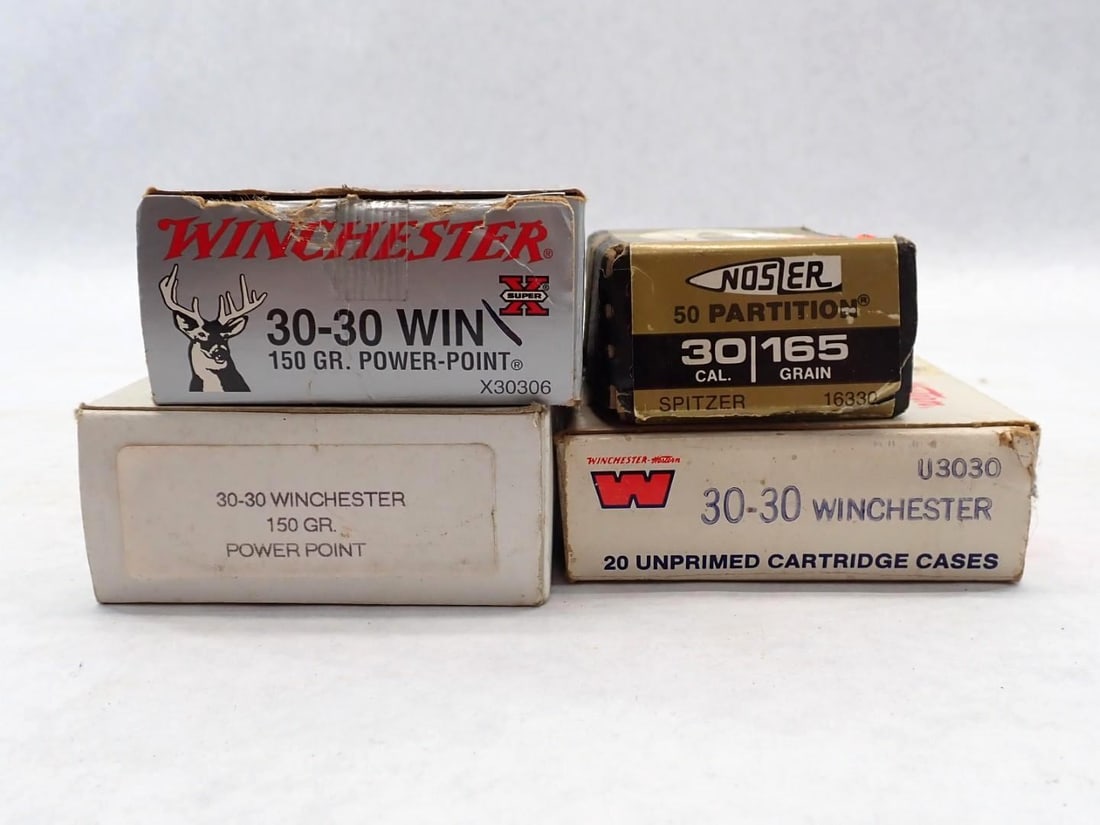 WINCHESTER®
X® SUPER
30-30 WIN
150 GR. POWER-POINT®
X30306
NOSLER
50 PARTITION®
30 | 165
CAL. GRAIN
SPITZER 16330
30-30 WINCHESTER
150 GR.
POWER POINT
WINCHESTER-Western
W
U3030
30-30 WINCHESTER
20 UNPRIMED CARTRIDGE CASES